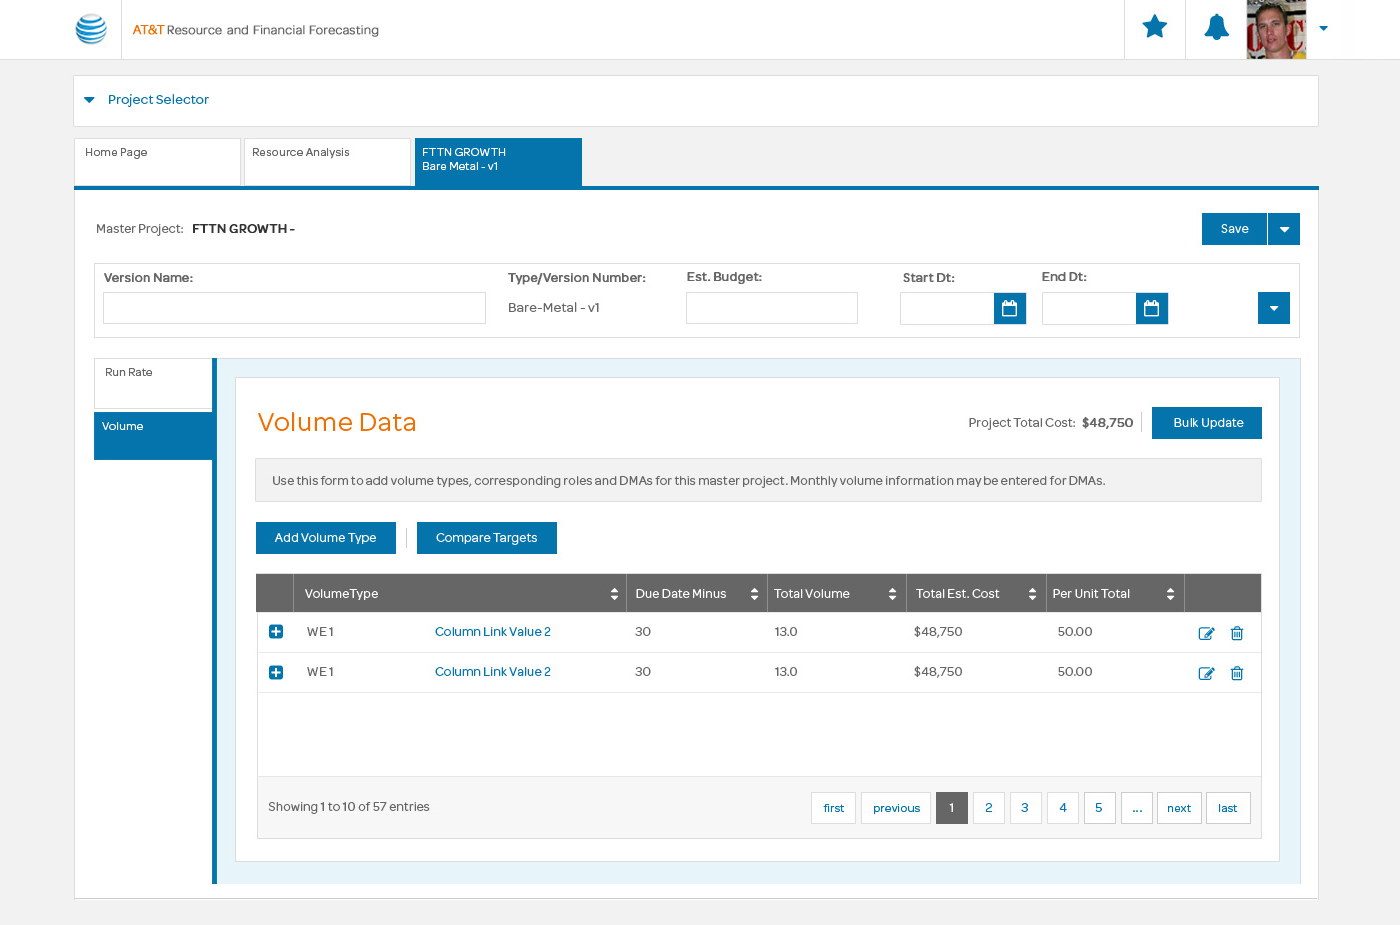 AT&T Resource and Financial Forecasting
Project Selector
Home Page
Resource Analysis
FTTN GROWTH
Bare Metal - v1
Master Project: FTTN GROWTH -
Save
Version Name:
Type/Version Number:
Est. Budget:
Start Dt:
End Dt:
Bare-Metal - v1
Run Rate
Volume
Volume Data
Project Total Cost: $48,750
Bulk Update
Use this form to add volume types, corresponding roles and DMAs for this master project. Monthly volume information may be entered for DMAs.
Add Volume Type
Compare Targets
VolumeType Due Date Minus Total Volume Total Est. Cost Per Unit Total
WE1 Column Link Value 2 30 13.0 $48,750 50.00
WE1 Column Link Value 2 30 13.0 $48,750 50.00
Showing 1 to 10 of 57 entries
first previous 1 2 3 4 5 ... next last